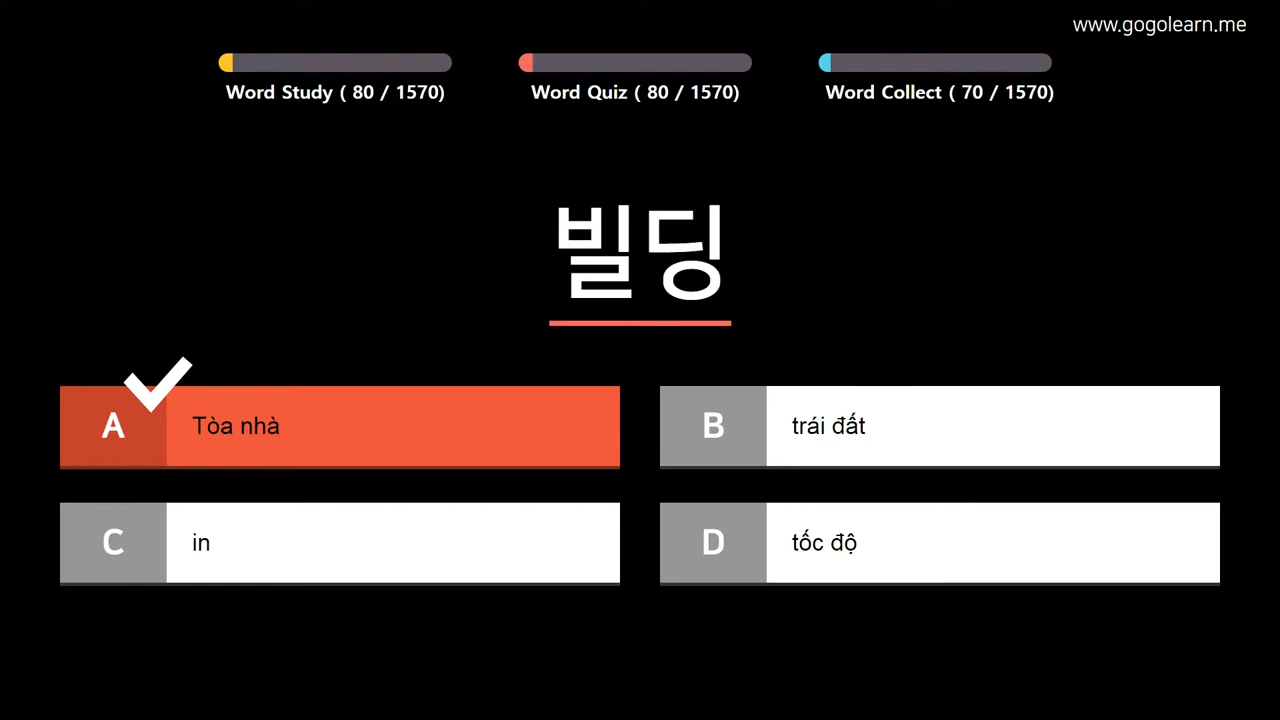 www.gogolearn.me
Word Study ( 80 / 1570)
Word Quiz ( 80 / 1570)
Word Collect ( 70 / 1570)
빌딩
A Tòa nhà
B trái đất
C in
D tốc độ